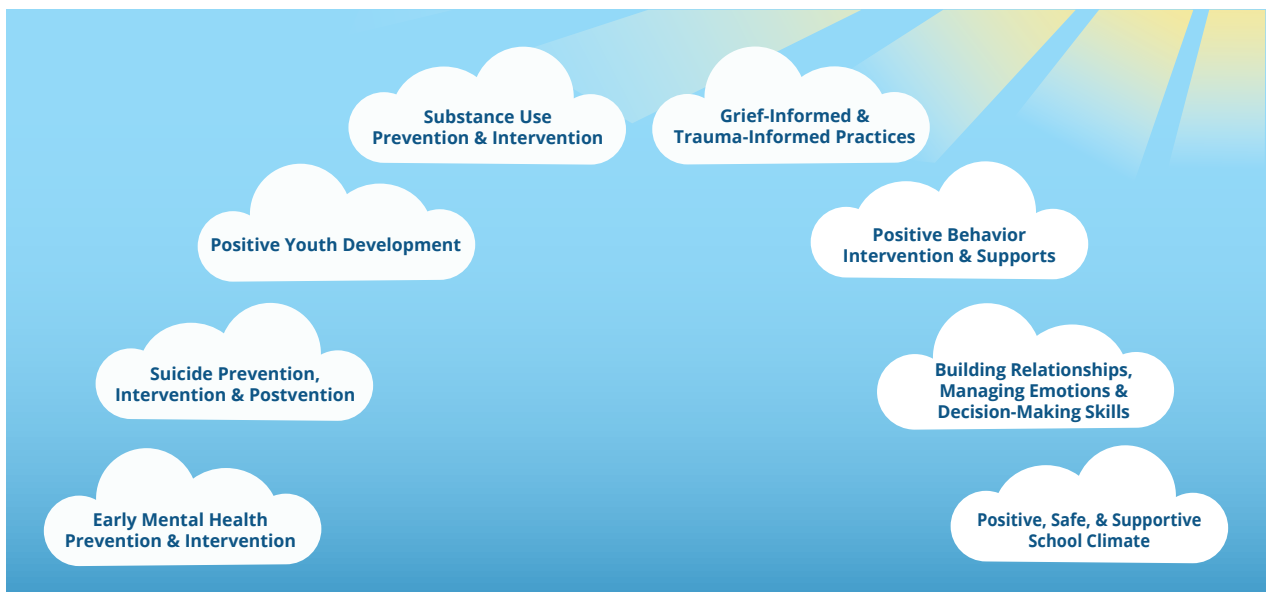 Substance Use
Prevention & Intervention
Grief-Informed &
Trauma-Informed Practices
Positive Youth Development
Positive Behavior
Intervention & Supports
Suicide Prevention,
Intervention & Postvention
Building Relationships,
Managing Emotions &
Decision-Making Skills
Early Mental Health
Prevention & Intervention
Positive, Safe, & Supportive
School Climate